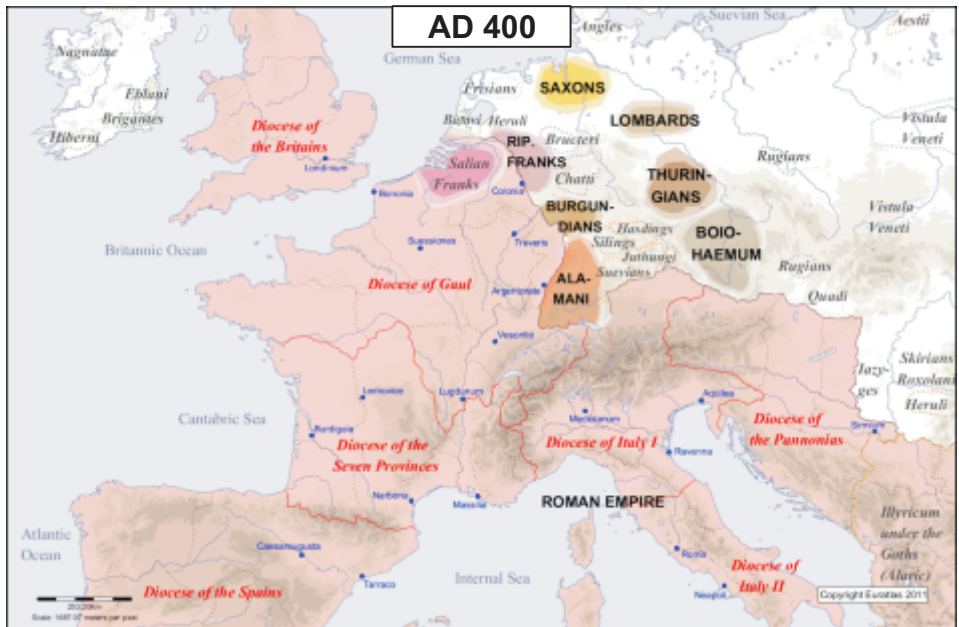 AD 400
Suevian Sea
Aestii
Angles
German Sea
Nagnatae
Eblani
Brigantes
Hiberni
Diocese of
the Britains
Londinium
Frisians
SAXONS
Batavi
Heruli
LOMBARDS
Vistula
Veneti
RIP.
FRANKS
Bructeri
Rugians
Salian
Franks
Chatti
Colonia
THURIN-
GIANS
Bononia
BURGUN-
DIANS
Hasdings
Silings
Juthungi
Suevians
BOIO-
HAEMUM
Vistula
Veneti
Rugians
Quadi
Britannic Ocean
Suessiones
Treveris
Diocese of Gaul
Argentorate
ALA-
MANI
Vesontio
Iazy-
ges
Skirians
Roxolani
Heruli
Cantabric Sea
Lemovice
Lugdunum
Mediolanum
Aquileia
Burdigala
Diocese of the
Seven Provinces
Diocese of Italy I
Diocese of
the Pannonias
Sirmium
Ravenna
Narbona
Massilia
ROMAN EMPIRE
Illyricum
under the
Goths
(Alaric)
Atlantic
Ocean
Caesaraugusta
Tarraco
Internal Sea
Roma
Neapoli
Diocese of
Italy II
Diocese of the Spains
Copyright Euratlas 2011